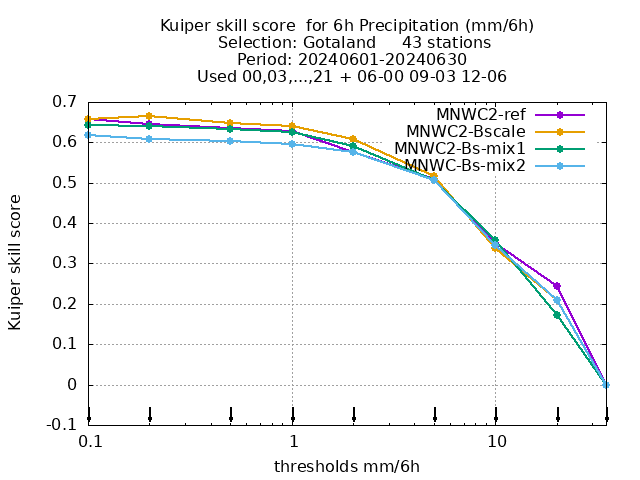 Kuiper skill score  for 6h Precipitation (mm/6h)
Selection: Gotaland     43 stations
Period: 20240601-20240630
Used 00,03,...,21 + 06-00 09-03 12-06
MNWC2-ref
MNWC2-Bscale
MNWC2-Bs-mix1
MNWC-Bs-mix2
0.7
0.6
0.5
0.4
0.3
0.2
0.1
0
-0.1
Kuiper skill score
0.1 1 10
thresholds mm/6h